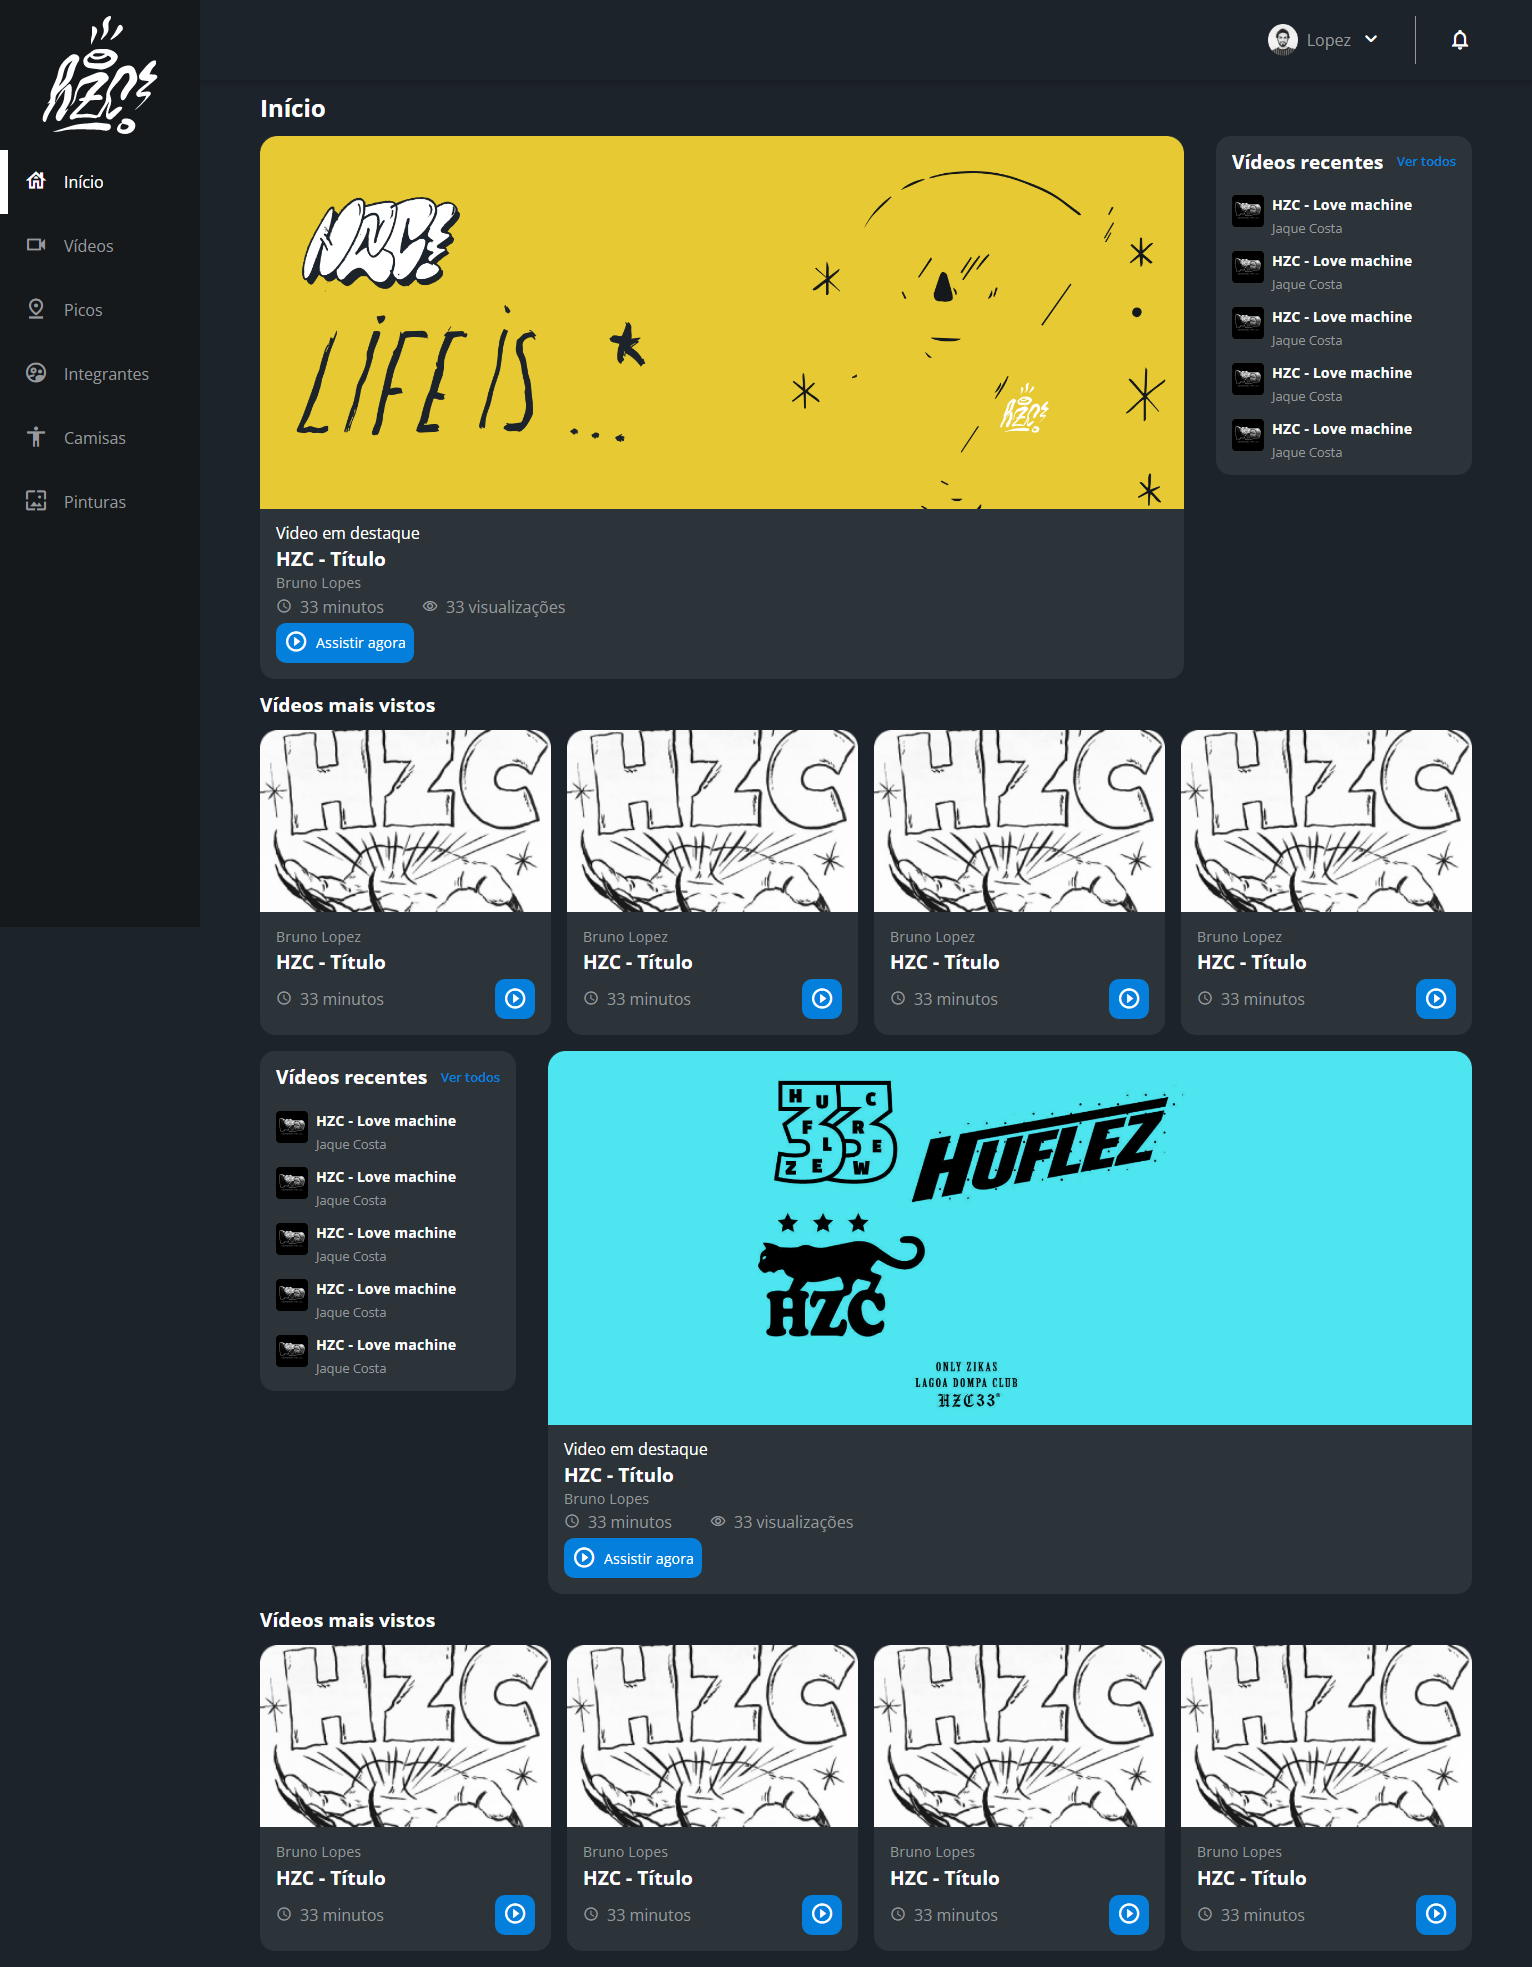 HZC
Lopez
Início
Vídeos
Picos
Integrantes
Camisas
Pinturas
Início
HZC
LIFE IS ...
HZC
Video em destaque
HZC - Título
Bruno Lopes
33 minutos
33 visualizações
Assistir agora
Vídeos recentes
Ver todos
HZC - Love machine
Jaque Costa
HZC - Love machine
Jaque Costa
HZC - Love machine
Jaque Costa
HZC - Love machine
Jaque Costa
HZC - Love machine
Jaque Costa
Vídeos mais vistos
HZC
Bruno Lopez
HZC - Título
33 minutos
HZC
Bruno Lopez
HZC - Título
33 minutos
HZC
Bruno Lopez
HZC - Título
33 minutos
HZC
Bruno Lopez
HZC - Título
33 minutos
Vídeos recentes
Ver todos
HZC - Love machine
Jaque Costa
HZC - Love machine
Jaque Costa
HZC - Love machine
Jaque Costa
HZC - Love machine
Jaque Costa
HZC - Love machine
Jaque Costa
33
HUFLEZ CREW
HUFLEZ
HZC
ONLY ZIKAS
LAGOA DOMPA CLUB
HZC33®
Video em destaque
HZC - Título
Bruno Lopes
33 minutos
33 visualizações
Assistir agora
Vídeos mais vistos
HZC
Bruno Lopes
HZC - Título
33 minutos
HZC
Bruno Lopes
HZC - Título
33 minutos
HZC
Bruno Lopes
HZC - Título
33 minutos
HZC
Bruno Lopes
HZC - Título
33 minutos